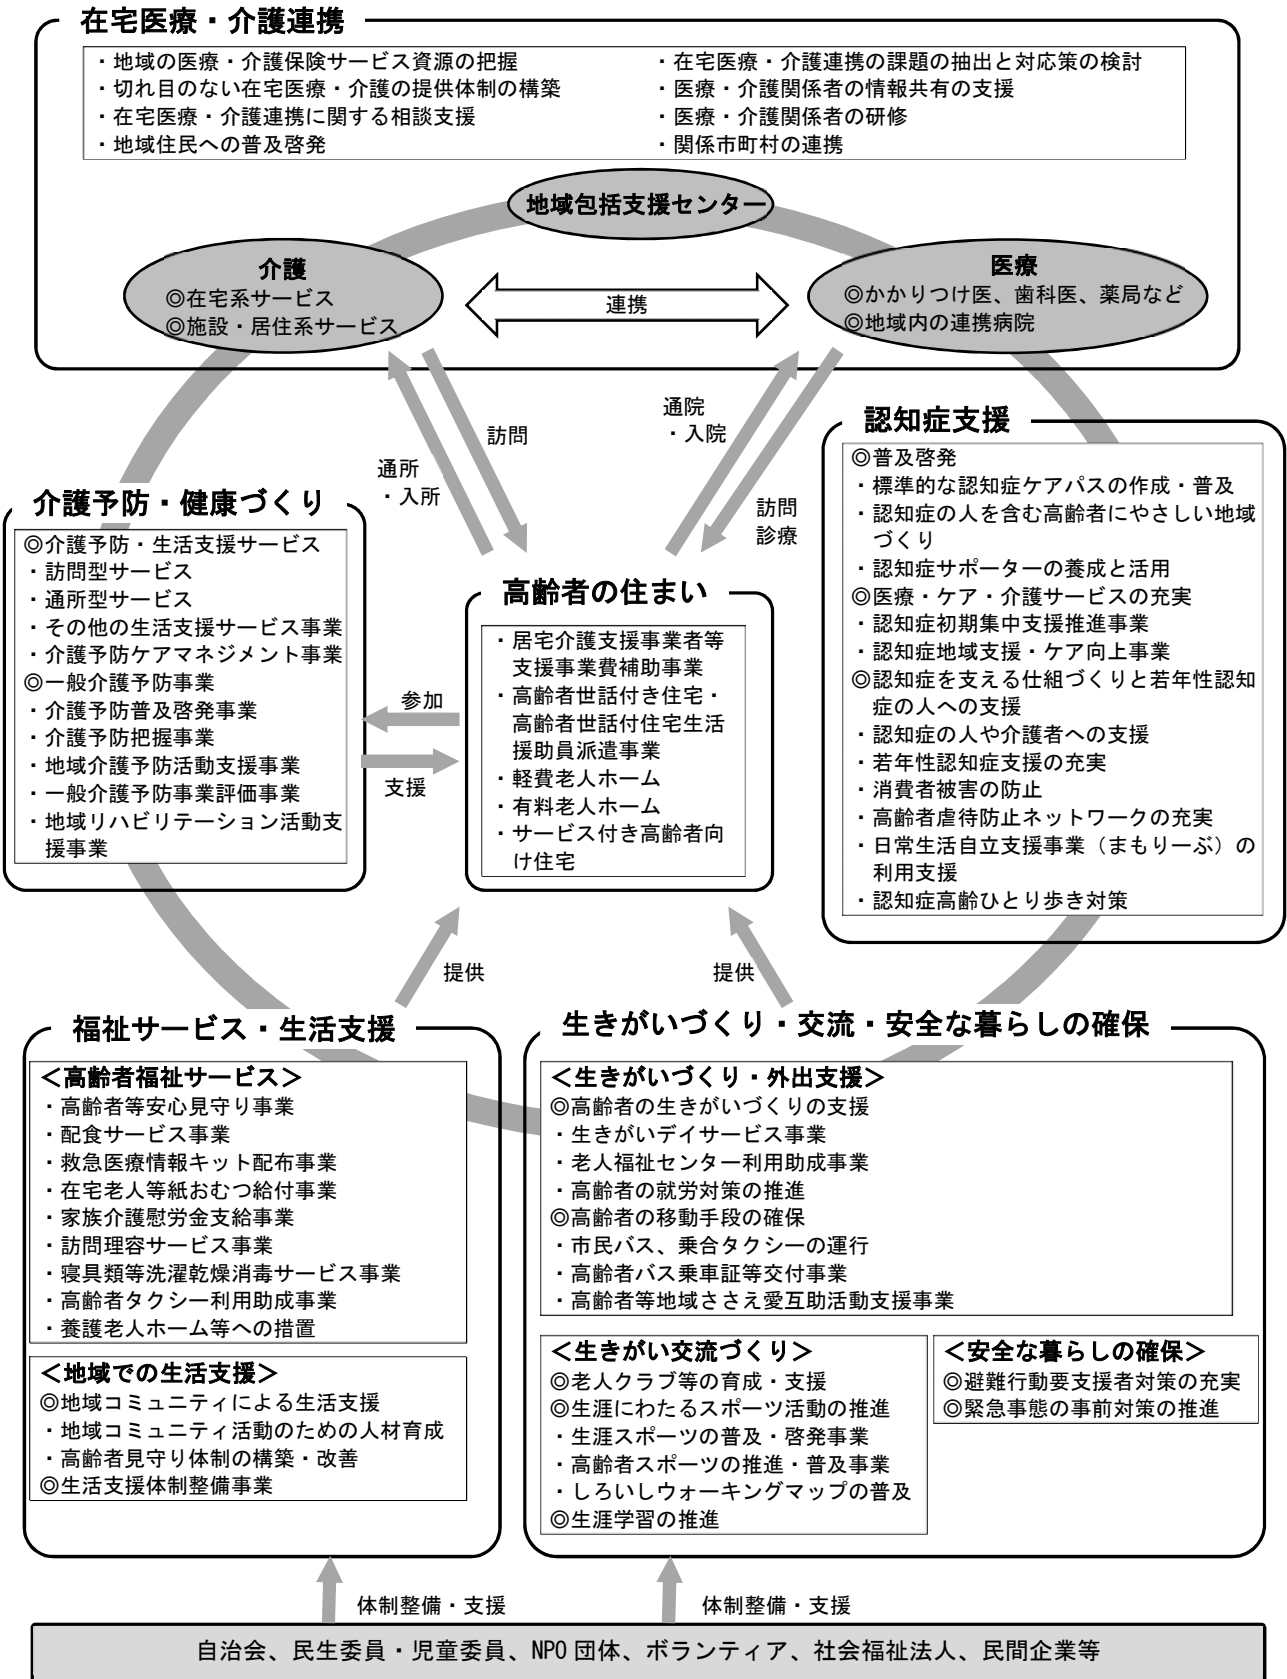 在宅医療・介護連携
・地域の医療・介護保険サービス資源の把握
・切れ目のない在宅医療・介護の提供体制の構築
・在宅医療・介護連携に関する相談支援
・地域住民への普及啓発
・在宅医療・介護連携の課題の抽出と対応策の検討
・医療・介護関係者の情報共有の支援
・医療・介護関係者の研修
・関係市町村の連携
地域包括支援センター
介護
◎在宅系サービス
◎施設・居住系サービス
連携
医療
◎かかりつけ医、歯科医、薬局など
◎地域内の連携病院
訪問
通所
・入所
通院
・入院
訪問
診療
認知症支援
◎普及啓発
・標準的な認知症ケアパスの作成・普及
・認知症の人を含む高齢者にやさしい地域
づくり
・認知症サポーターの養成と活用
◎医療・ケア・介護サービスの充実
・認知症初期集中支援推進事業
・認知症地域支援・ケア向上事業
◎認知症を支える仕組づくりと若年性認知
症の人への支援
・認知症の人や介護者への支援
・若年性認知症支援の充実
・消費者被害の防止
・高齢者虐待防止ネットワークの充実
・日常生活自立支援事業（まもりーぶ）の
利用支援
・認知症高齢ひとり歩き対策
介護予防・健康づくり
◎介護予防・生活支援サービス
・訪問型サービス
・通所型サービス
・その他の生活支援サービス事業
・介護予防ケアマネジメント事業
◎一般介護予防事業
・介護予防普及啓発事業
・介護予防把握事業
・地域介護予防活動支援事業
・一般介護予防事業評価事業
・地域リハビリテーション活動支
援事業
参加
支援
高齢者の住まい
・居宅介護支援事業者等
支援事業費補助事業
・高齢者世話付き住宅・
高齢者世話付住宅生活
援助員派遣事業
・軽費老人ホーム
・有料老人ホーム
・サービス付き高齢者向
け住宅
提供
提供
福祉サービス・生活支援
＜高齢者福祉サービス＞
・高齢者等安心見守り事業
・配食サービス事業
・救急医療情報キット配布事業
・在宅老人等紙おむつ給付事業
・家族介護慰労金支給事業
・訪問理容サービス事業
・寝具類等洗濯乾燥消毒サービス事業
・高齢者タクシー利用助成事業
・養護老人ホーム等への措置
＜地域での生活支援＞
◎地域コミュニティによる生活支援
・地域コミュニティ活動のための人材育成
・高齢者見守り体制の構築・改善
◎生活支援体制整備事業
生きがいづくり・交流・安全な暮らしの確保
＜生きがいづくり・外出支援＞
◎高齢者の生きがいづくりの支援
・生きがいデイサービス事業
・老人福祉センター利用助成事業
・高齢者の就労対策の推進
◎高齢者の移動手段の確保
・市民バス、乗合タクシーの運行
・高齢者バス乗車証等交付事業
・高齢者等地域ささえ愛互助活動支援事業
＜生きがい交流づくり＞
◎老人クラブ等の育成・支援
◎生涯にわたるスポーツ活動の推進
・生涯スポーツの普及・啓発事業
・高齢者スポーツの推進・普及事業
・しろいしウォーキングマップの普及
◎生涯学習の推進
＜安全な暮らしの確保＞
◎避難行動要支援者対策の充実
◎緊急事態の事前対策の推進
体制整備・支援
体制整備・支援
自治会、民生委員・児童委員、NPO団体、ボランティア、社会福祉法人、民間企業等